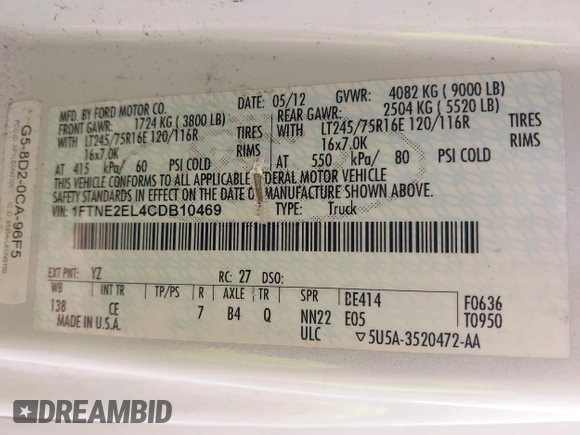 MFD. BY FORD MOTOR CO.
DATE: 05/12
GVWR: 4082 KG ( 9000 LB)
FRONT GAWR: 1724 KG ( 3800 LB)
REAR GAWR: 2504 KG ( 5520 LB)
WITH LT245/75R16E 120/116R TIRES
WITH LT245/75R16E 120/116R TIRES
16x7.0K RIMS
16x7.0K RIMS
AT 415 kPa/ 60 PSI COLD
AT 550 kPa/ 80 PSI COLD
THIS VEHICLE CONFORMS TO ALL APPLICABLE FEDERAL MOTOR VEHICLE
SAFETY STANDARDS IN EFFECT ON THE DATE OF MANUFACTURE SHOWN ABOVE.
VIN: 1FTNE2EL4CDB10469
TYPE: Truck
EXT PNT: YZ RC: 27 DSO:
WB INT TR TP/PS R AXLE TR SPR BE414 F0636
138 CE 7 B4 Q NN22 E05 T0950
MADE IN U.S.A. ULC 5U5A-3520472-AA
G5-8D2-0CA-96F5
DREAMBID